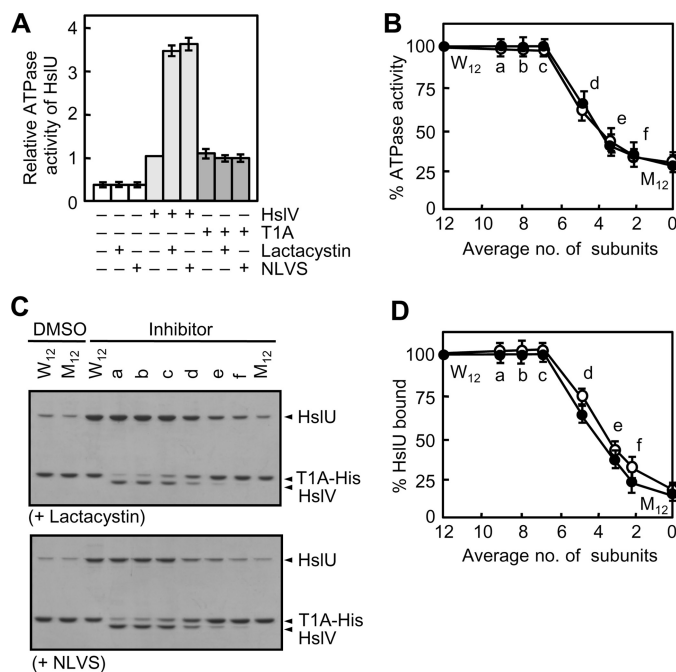 A
Relative ATPase
activity of HslU
4
3
2
1
0
– – – + + + – – – HslV
– – – – – – + + + T1A
– + – – + – – + – Lactacystin
– – + – – + – – + NLVS
B
% ATPase activity
100
75
50
25
0
W12 a b c
d
e
f
M12
12 10 8 6 4 2 0
Average no. of subunits
C
DMSO Inhibitor
W12 M12 W12 a b c d e f M12
HslU
T1A-His
HslV
(+ Lactacystin)
HslU
T1A-His
HslV
(+ NLVS)
D
% HslU bound
100
75
50
25
0
W12 a b c
d
e
f
M12
12 10 8 6 4 2 0
Average no. of subunits